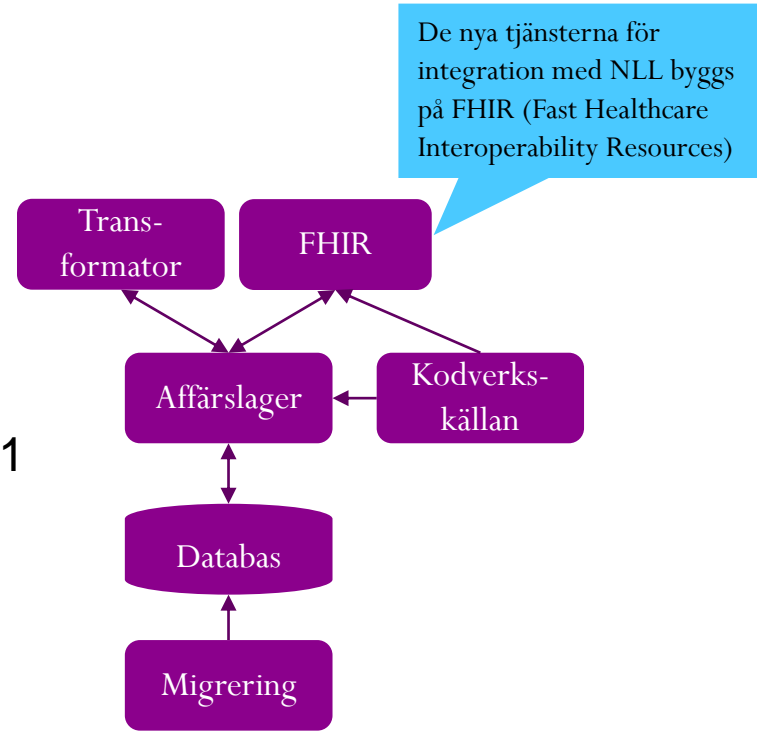 De nya tjänsterna för
integration med NLL byggs
på FHIR (Fast Healthcare
Interoperability Resources)
Trans-
formator
FHIR
Affärslager
Kodverks-
källan
1
Databas
Migrering